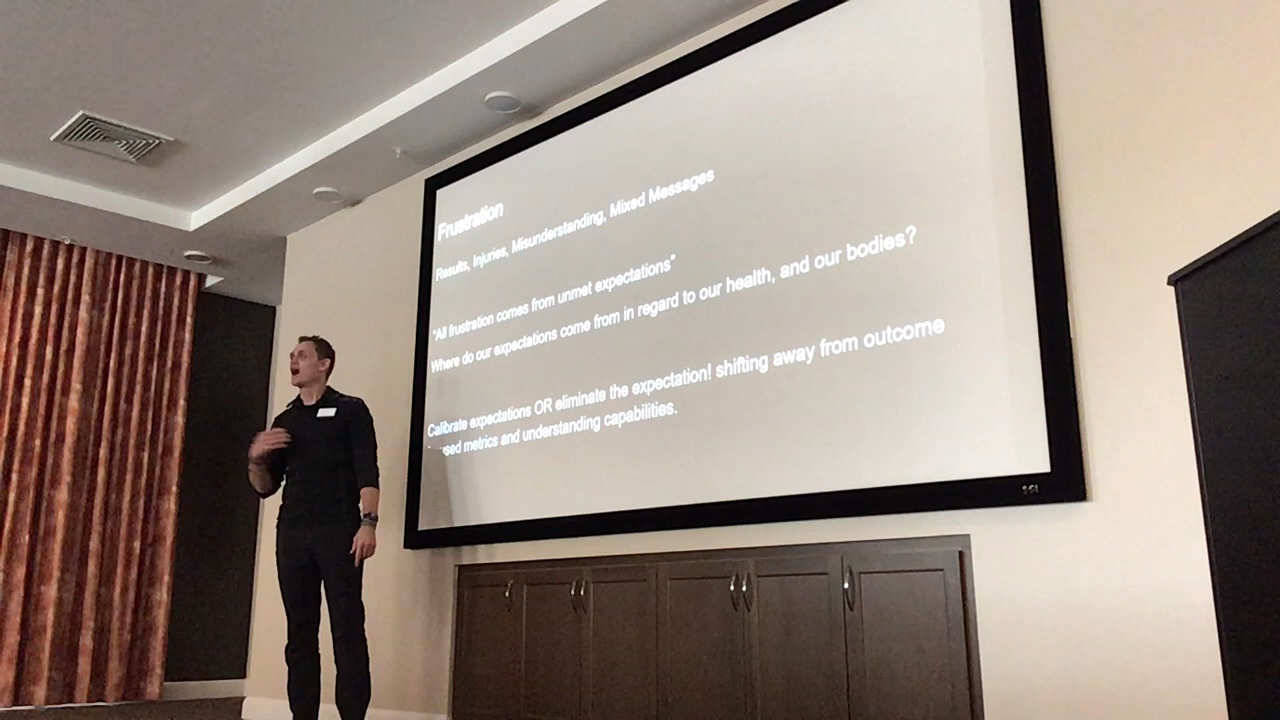 Frustration
Results, Injuries, Misunderstanding, Mixed Messages
"All frustration comes from unmet expectations"
Where do our expectations come from in regard to our health, and our bodies?
Calibrate expectations OR eliminate the expectation! shifting away from outcome
metrics and understanding capabilities.